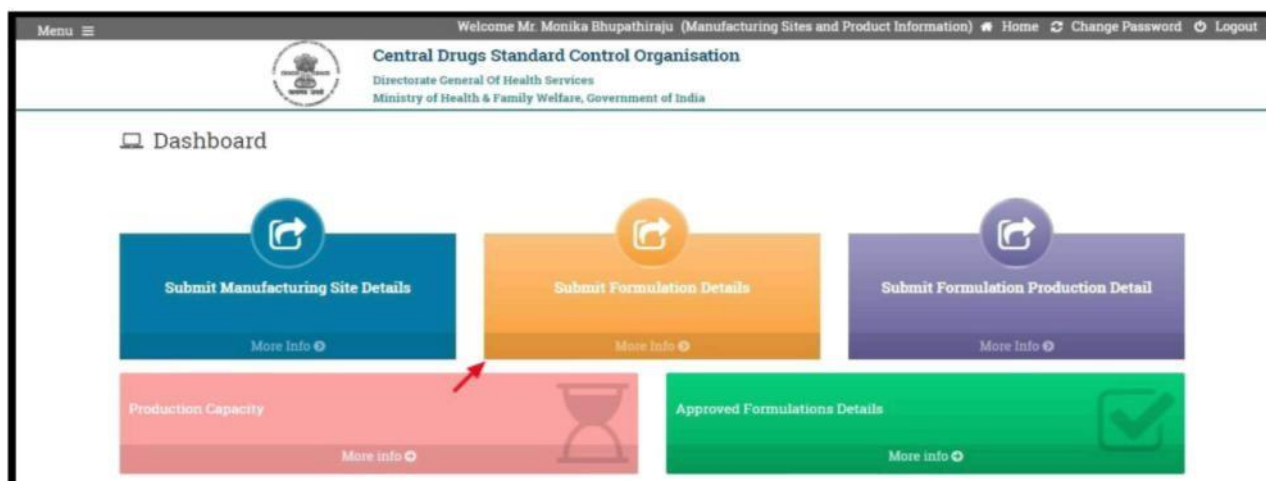 Menu
Welcome Mr. Monika Bhupathiraju (Manufacturing Sites and Product Information) Home Change Password Logout
Central Drugs Standard Control Organisation
Directorate General Of Health Services
Ministry of Health & Family Welfare, Government of India
Dashboard
Submit Manufacturing Site Details
More Info
Submit Formulation Details
More Info
Submit Formulation Production Detail
More Info
Production Capacity
More info
Approved Formulations Details
More info